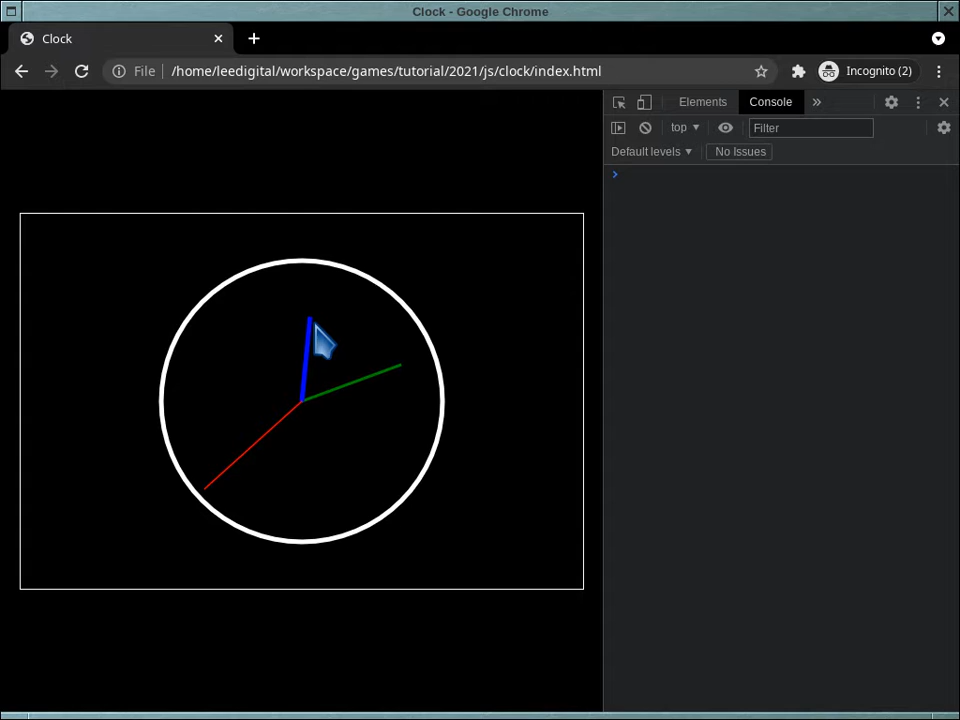 Clock - Google Chrome
Clock
File /home/leedigital/workspace/games/tutorial/2021/js/clock/index.html Incognito (2)
Elements Console
top Filter
Default levels No Issues